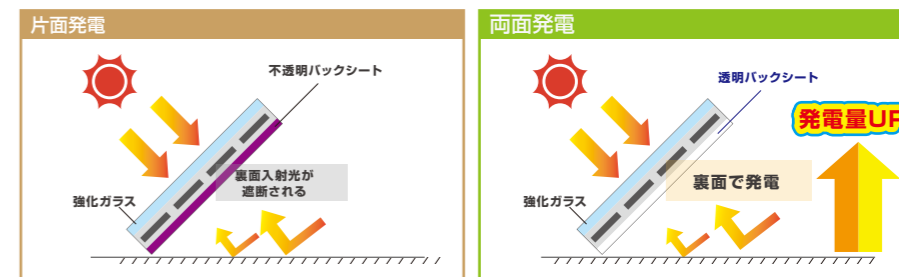 片面発電
不透明バックシート
裏面入射光が
遮断される
強化ガラス
両面発電
透明バックシート
発電量UP
裏面で発電
強化ガラス